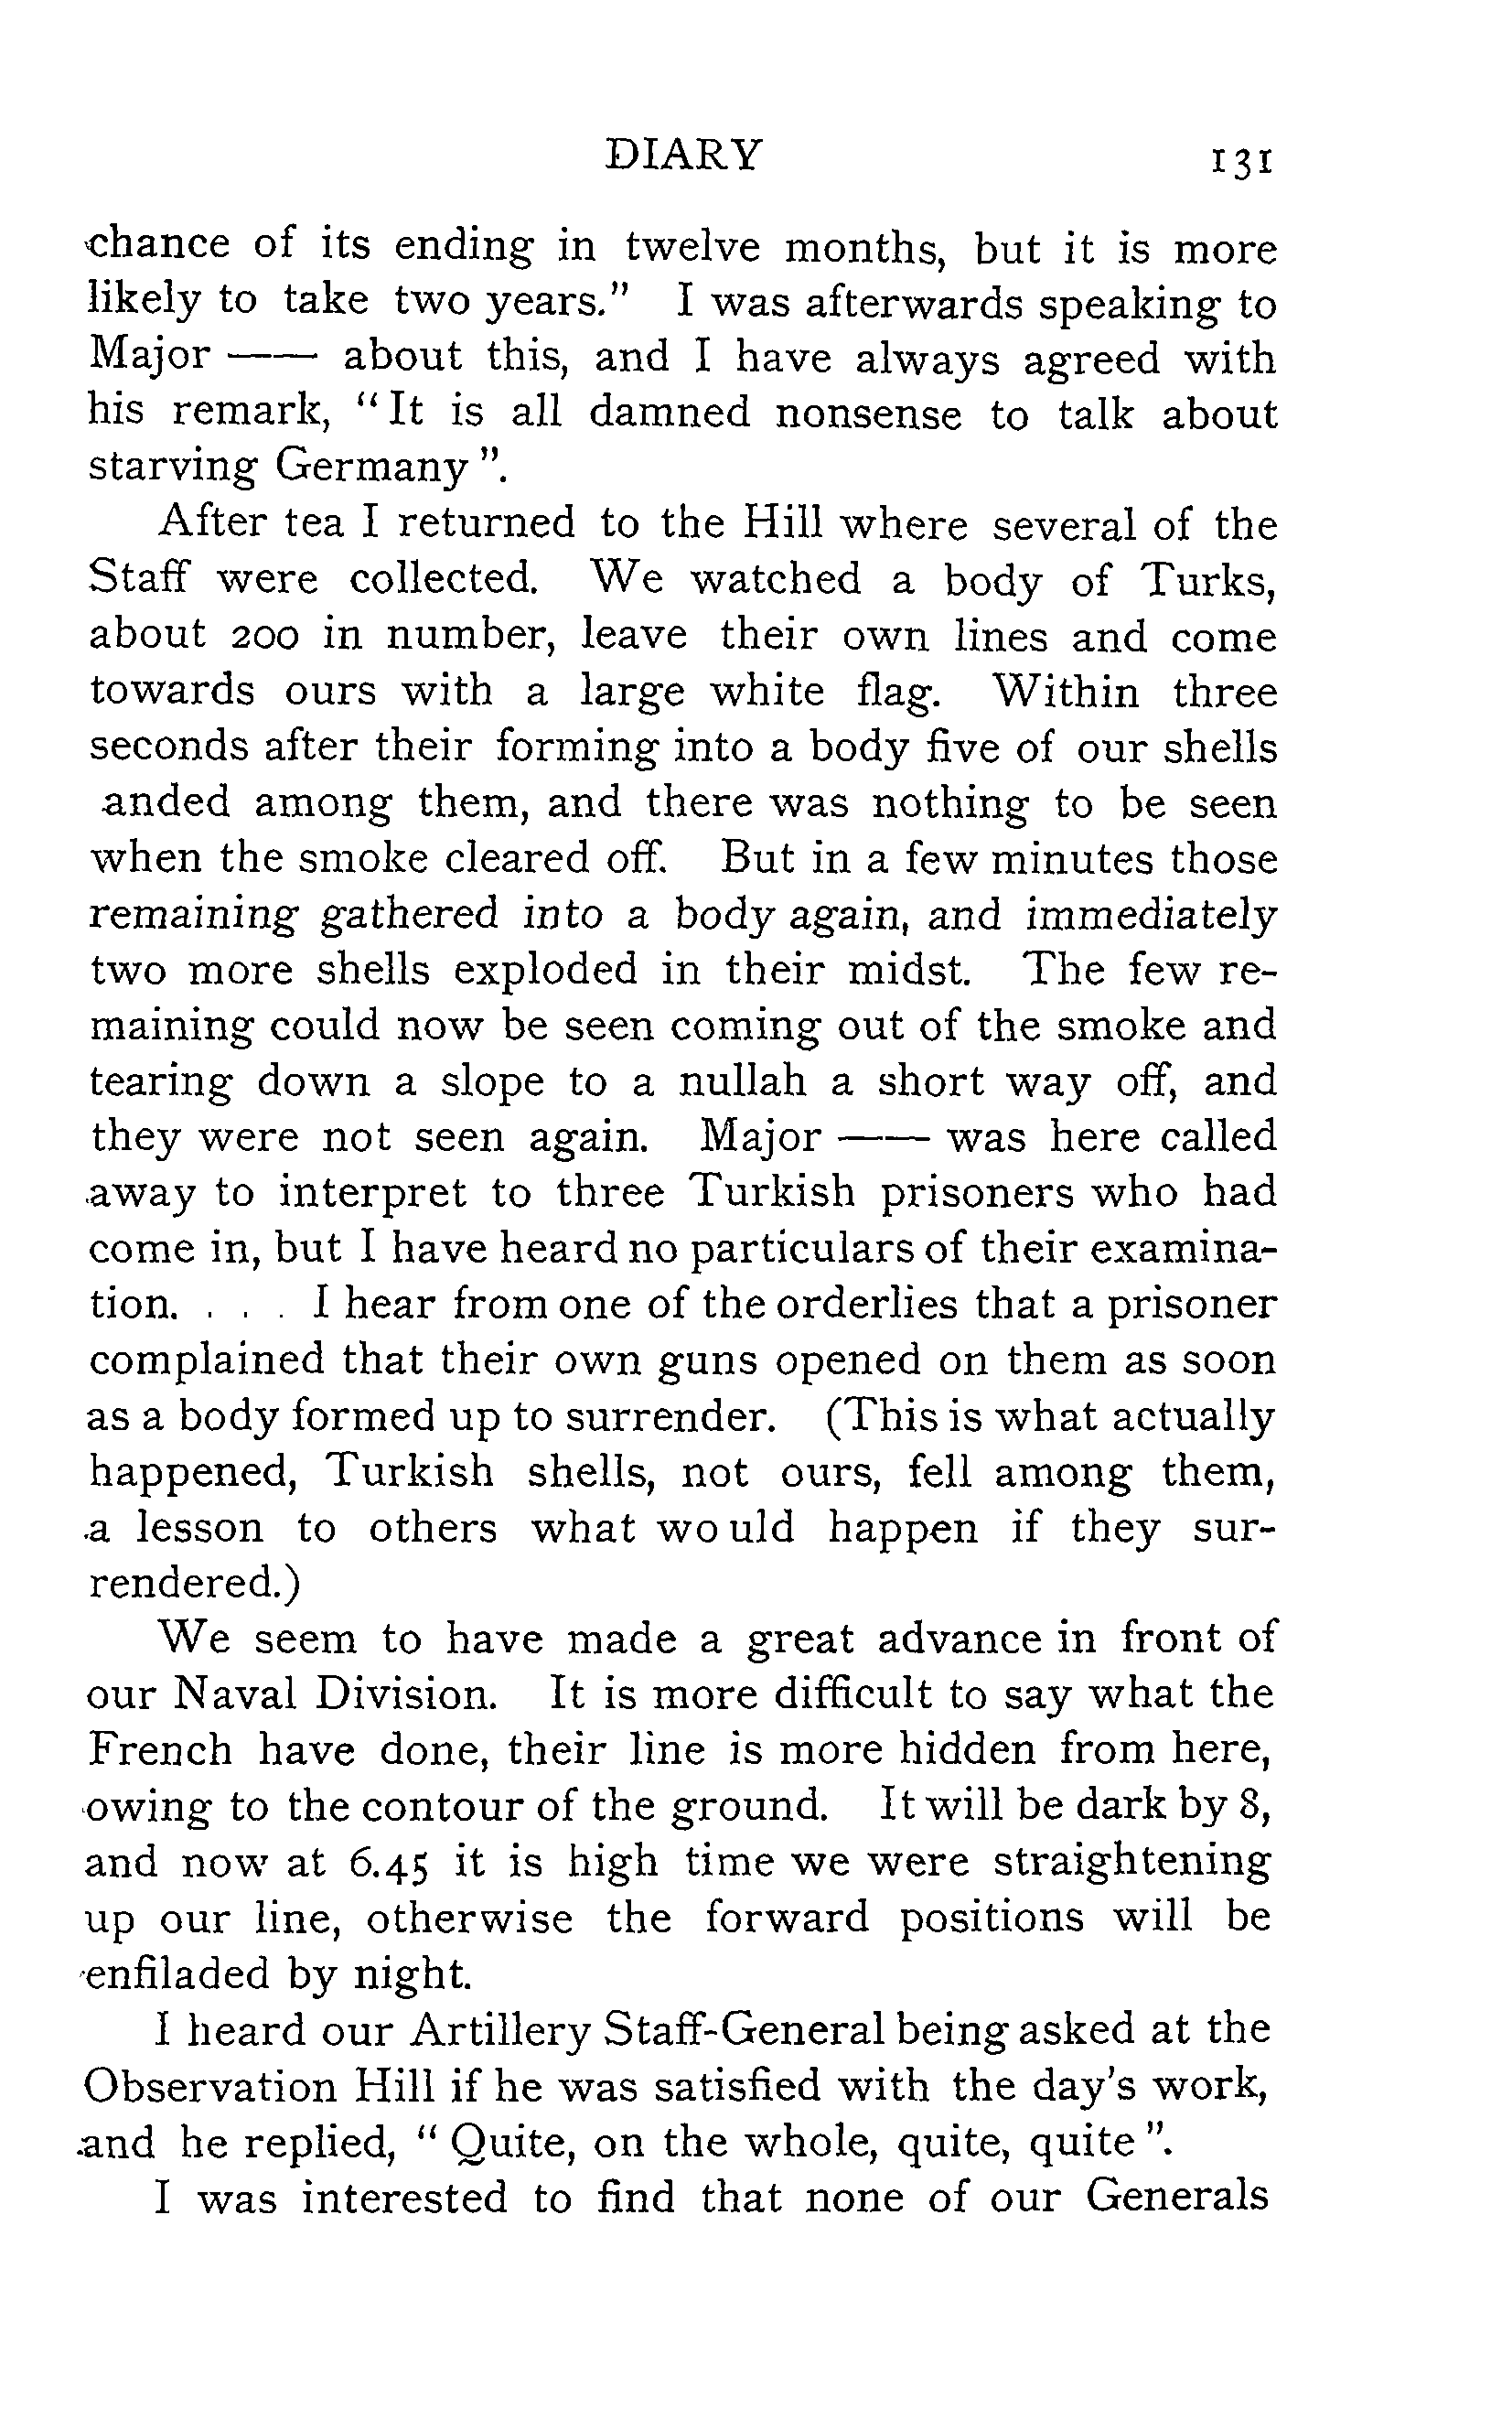 DIARY 131
chance of its ending in twelve months, but it is more
likely to take two years." I was afterwards speaking to
Major —— about this, and I have always agreed with
his remark, "It is all damned nonsense to talk about
starving Germany".
After tea I returned to the Hill where several of the
Staff were collected. We watched a body of Turks,
about 200 in number, leave their own lines and come
towards ours with a large white flag. Within three
seconds after their forming into a body five of our shells
anded among them, and there was nothing to be seen
when the smoke cleared off. But in a few minutes those
remaining gathered into a body again, and immediately
two more shells exploded in their midst. The few re-
maining could now be seen coming out of the smoke and
tearing down a slope to a nullah a short way off, and
they were not seen again. Major —— was here called
away to interpret to three Turkish prisoners who had
come in, but I have heard no particulars of their examina-
tion. . . . I hear from one of the orderlies that a prisoner
complained that their own guns opened on them as soon
as a body formed up to surrender. (This is what actually
happened, Turkish shells, not ours, fell among them,
a lesson to others what would happen if they sur-
rendered.)
We seem to have made a great advance in front of
our Naval Division. It is more difficult to say what the
French have done, their line is more hidden from here,
owing to the contour of the ground. It will be dark by 8,
and now at 6.45 it is high time we were straightening
up our line, otherwise the forward positions will be
enfiladed by night.
I heard our Artillery Staff-General being asked at the
Observation Hill if he was satisfied with the day's work,
and he replied, "Quite, on the whole, quite, quite".
I was interested to find that none of our Generals